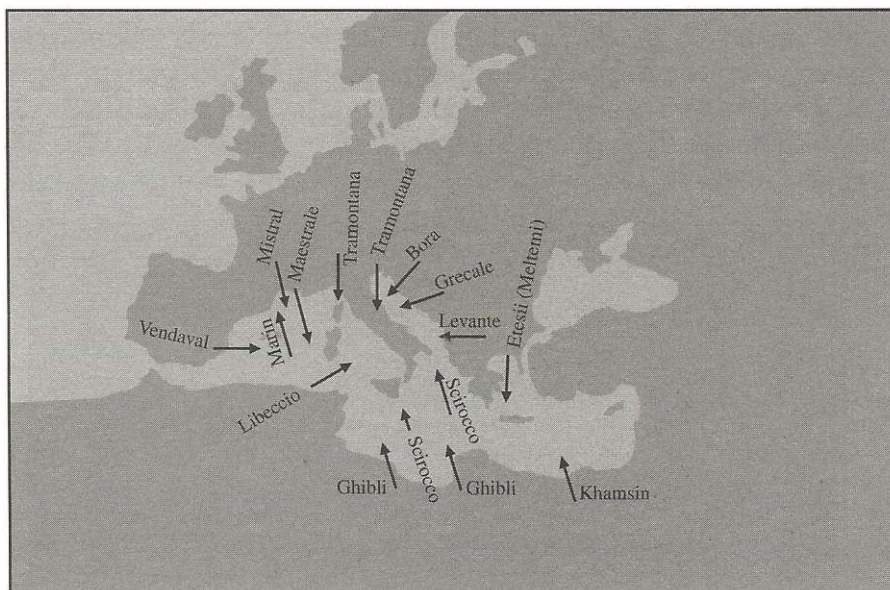 Mistral
Maestrale
Tramontana
Tramontana
Bora
Grecale
Etesii (Meltemi)
Vendaval
Marin
Levante
Libeccio
Scirocco
Scirocco
Ghibli
Ghibli
Khamsin